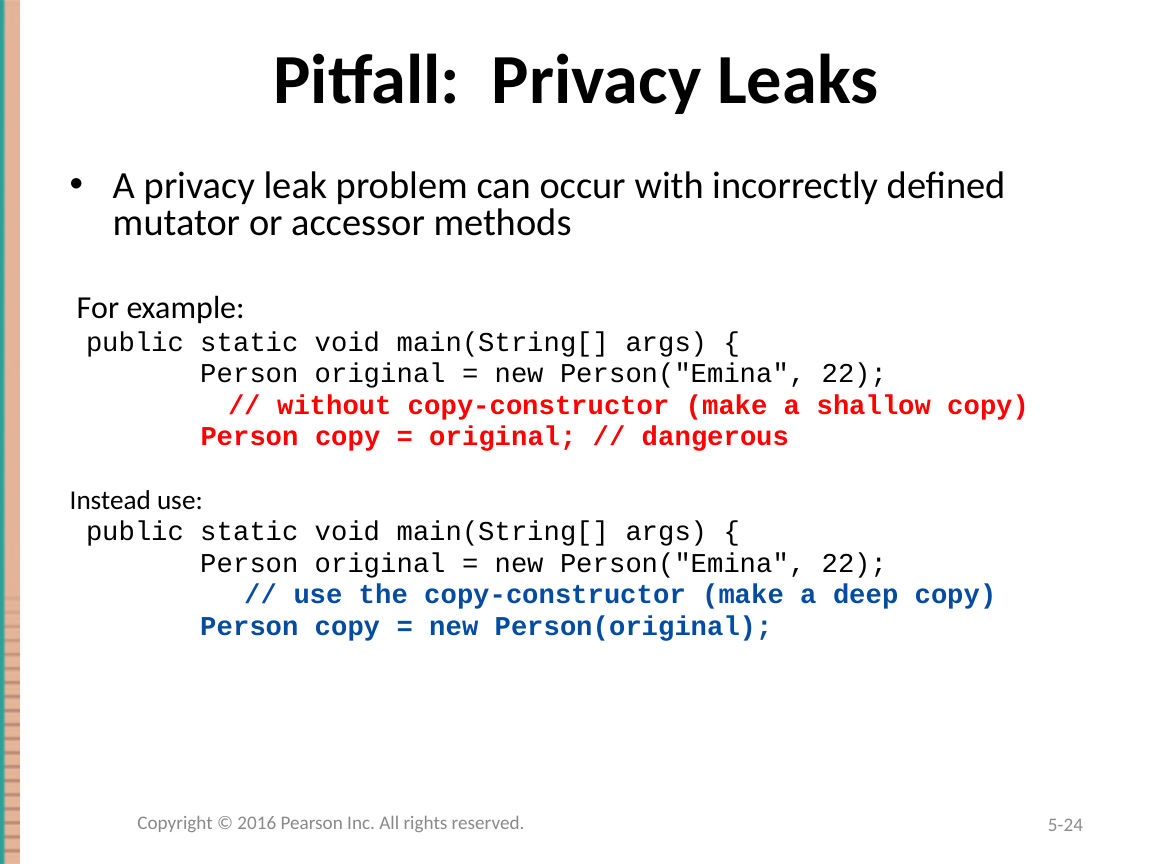 Pitfall: Privacy Leaks
• A privacy leak problem can occur with incorrectly defined
mutator or accessor methods
For example:
public static void main(String[] args) {
Person original = new Person("Emina", 22);
// without copy-constructor (make a shallow copy)
Person copy = original; // dangerous
Instead use:
public static void main(String[] args) {
Person original = new Person("Emina", 22);
// use the copy-constructor (make a deep copy)
Person copy = new Person(original);
Copyright © 2016 Pearson Inc. All rights reserved.
5-24